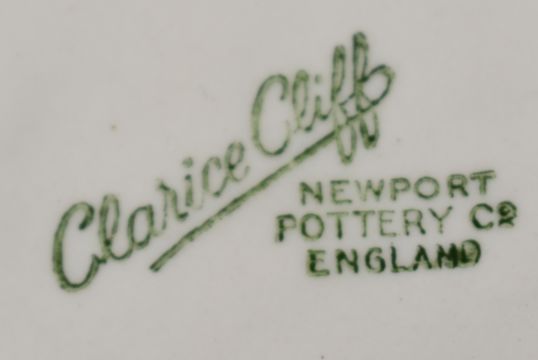 Clarice Cliff
NEWPORT
POTTERY Co
ENGLAND